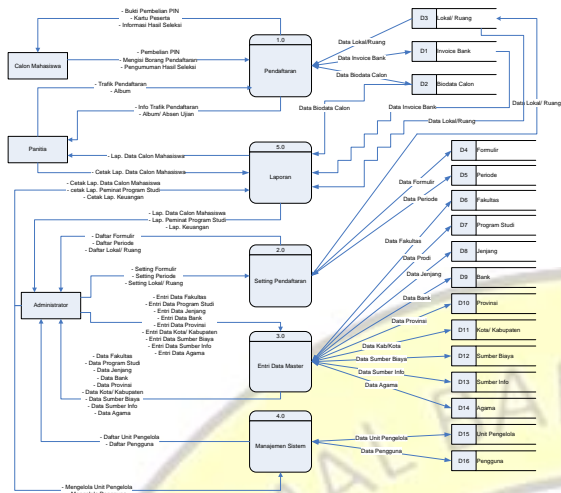 - Bukti Pembelian PIN
- Kartu Peserta
- Informasi Hasil Seleksi
Calon Mahasiswa
- Pembelian PIN
- Mengisi Borang Pendaftaran
- Pengumuman Hasil Seleksi
1.0
Pendaftaran
D3 Lokal/ Ruang
Data Lokal/Ruang
D1 Invoice Bank
Data Invoice Bank
Data Biodata Calon
D2 Biodata Calon
- Trafik Pendaftaran
- Album
- Info Trafik Pendaftaran
- Album/ Absan Ujian
Data Biodata Calon
Data Invoice Bank
Data Lokal/ Ruang
Data Lokal/Ruang
Panitia
- Lap. Data Calon Mahasiswa
- Cetak Lap. Data Calon Mahasiswa
5.0
Laporan
- Cetak Lap. Data Calon Mahasiswa
- cetak Lap. Peminat Program Studi
- Cetak Lap. Keuangan
- Lap. Data Calon Mahasiswa
- Lap. Peminat Program Studi
- Lap. Keuangan
D4 Formulir
D5 Periode
D6 Fakultas
D7 Program Studi
D8 Jenjang
D9 Bank
D10 Provinsi
D11 Kota/ Kabupaten
D12 Sumber Biaya
D13 Sumber Info
D14 Agama
D15 Unit Pengelola
D16 Pengguna
Data Formulir
Data Periode
Data Fakultas
Data Prodi
Data Jenjang
Data Bank
Data Provinsi
Data Kab/Kota
Data Sumber Biaya
Data Sumber Info
Data Agama
- Daftar Formulir
- Daftar Periode
- Daftar Lokal/ Ruang
2.0
Setting Pendaftaran
- Setting Formulir
- Setting Periode
- Setting Lokal/ Ruang
Administrator
- Entri Data Fakultas
- Entri Data Program Studi
- Entri Data Jenjang
- Entri Data Bank
- Entri Data Provinsi
- Entri Data Kota/ Kabupaten
- Entri Data Sumber Biaya
- Entri Data Sumber Info
- Entri Data Agama
3.0
Entri Data Master
- Data Fakultas
- Data Program Studi
- Data Jenjang
- Data Bank
- Data Provinsi
- Data Kota/ Kabupaten
- Data Sumber Biaya
- Data Sumber Info
- Data Agama
4.0
Manajemen Sistem
- Daftar Unit Pengelola
- Daftar Pengguna
Data Unit Pengelola
Data Pengguna
- Mengelola Unit Pengelola